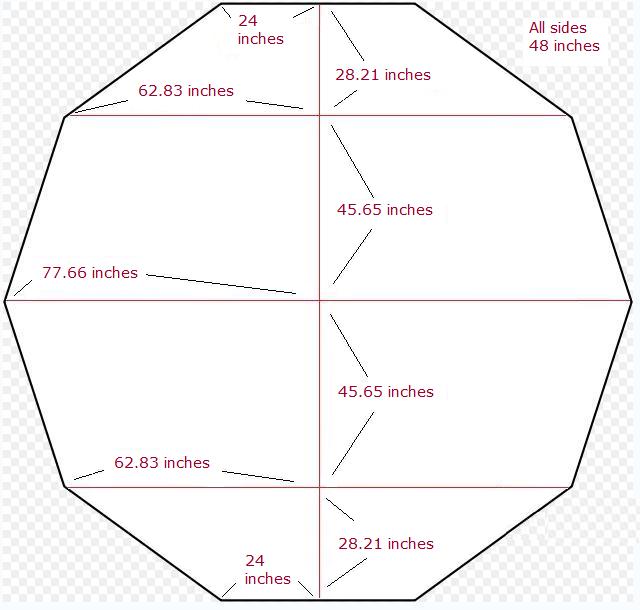 24
inches
All sides
48 inches
28.21 inches
62.83 inches
45.65 inches
77.66 inches
45.65 inches
62.83 inches
28.21 inches
24
inches